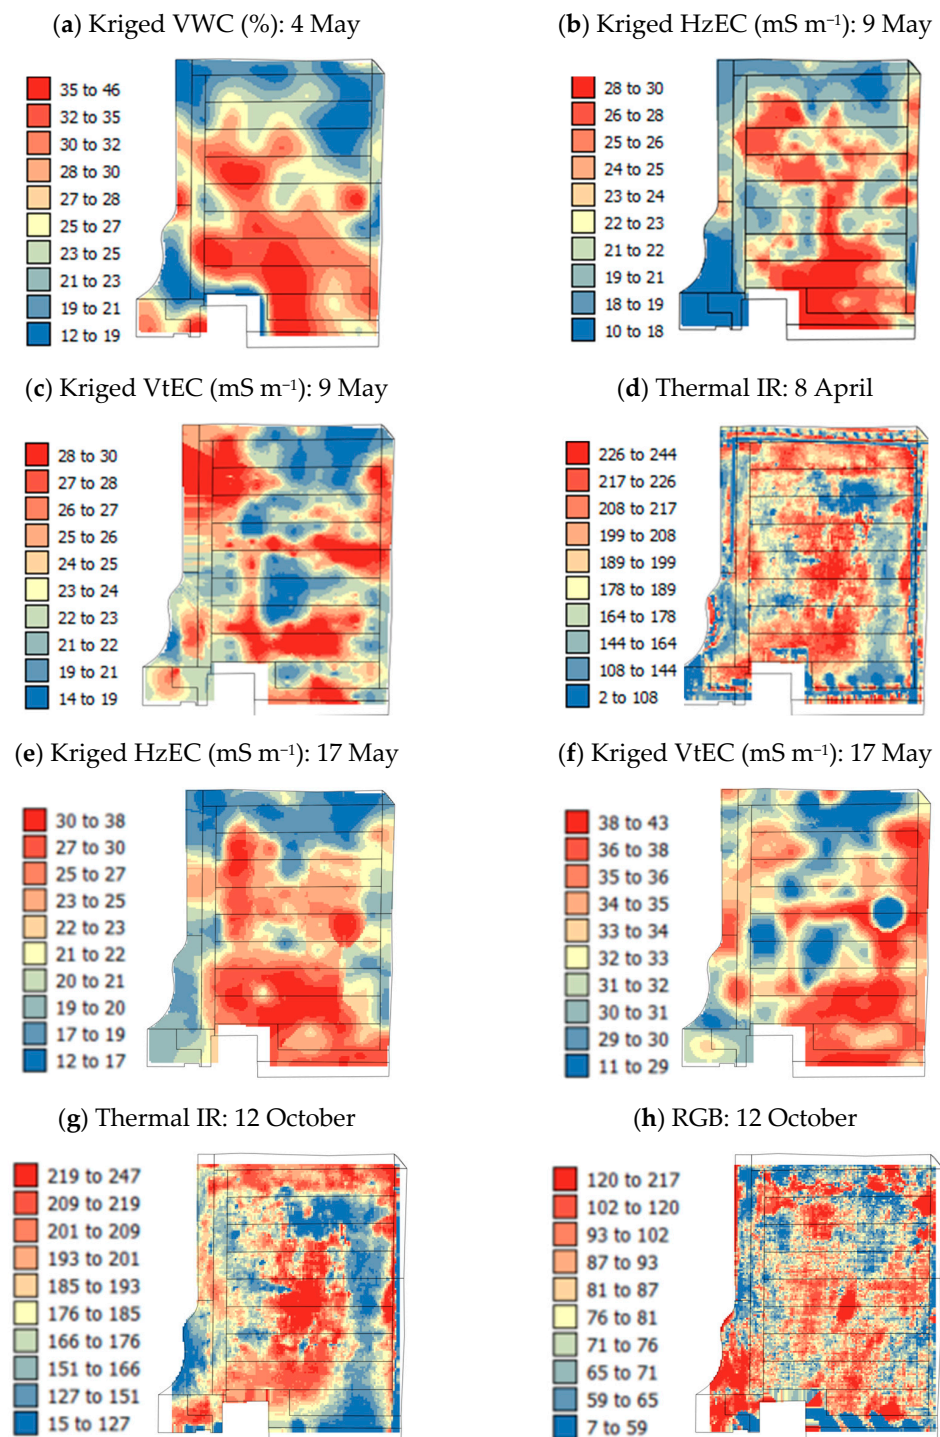 (a) Kriged VWC (%): 4 May
35 to 46
32 to 35
30 to 32
28 to 30
27 to 28
25 to 27
23 to 25
21 to 23
19 to 21
12 to 19
(b) Kriged HzEC (mS m⁻¹): 9 May
28 to 30
26 to 28
25 to 26
24 to 25
23 to 24
22 to 23
21 to 22
19 to 21
18 to 19
10 to 18
(c) Kriged VtEC (mS m⁻¹): 9 May
28 to 30
27 to 28
26 to 27
25 to 26
24 to 25
23 to 24
22 to 23
21 to 22
19 to 21
14 to 19
(d) Thermal IR: 8 April
226 to 244
217 to 226
208 to 217
199 to 208
189 to 199
178 to 189
164 to 178
144 to 164
108 to 144
2 to 108
(e) Kriged HzEC (mS m⁻¹): 17 May
30 to 38
27 to 30
25 to 27
23 to 25
22 to 23
21 to 22
20 to 21
19 to 20
17 to 19
12 to 17
(f) Kriged VtEC (mS m⁻¹): 17 May
38 to 43
36 to 38
35 to 36
34 to 35
33 to 34
32 to 33
31 to 32
30 to 31
29 to 30
11 to 29
(g) Thermal IR: 12 October
219 to 247
209 to 219
201 to 209
193 to 201
185 to 193
176 to 185
166 to 176
151 to 166
127 to 151
15 to 127
(h) RGB: 12 October
120 to 217
102 to 120
93 to 102
87 to 93
81 to 87
76 to 81
71 to 76
65 to 71
59 to 65
7 to 59